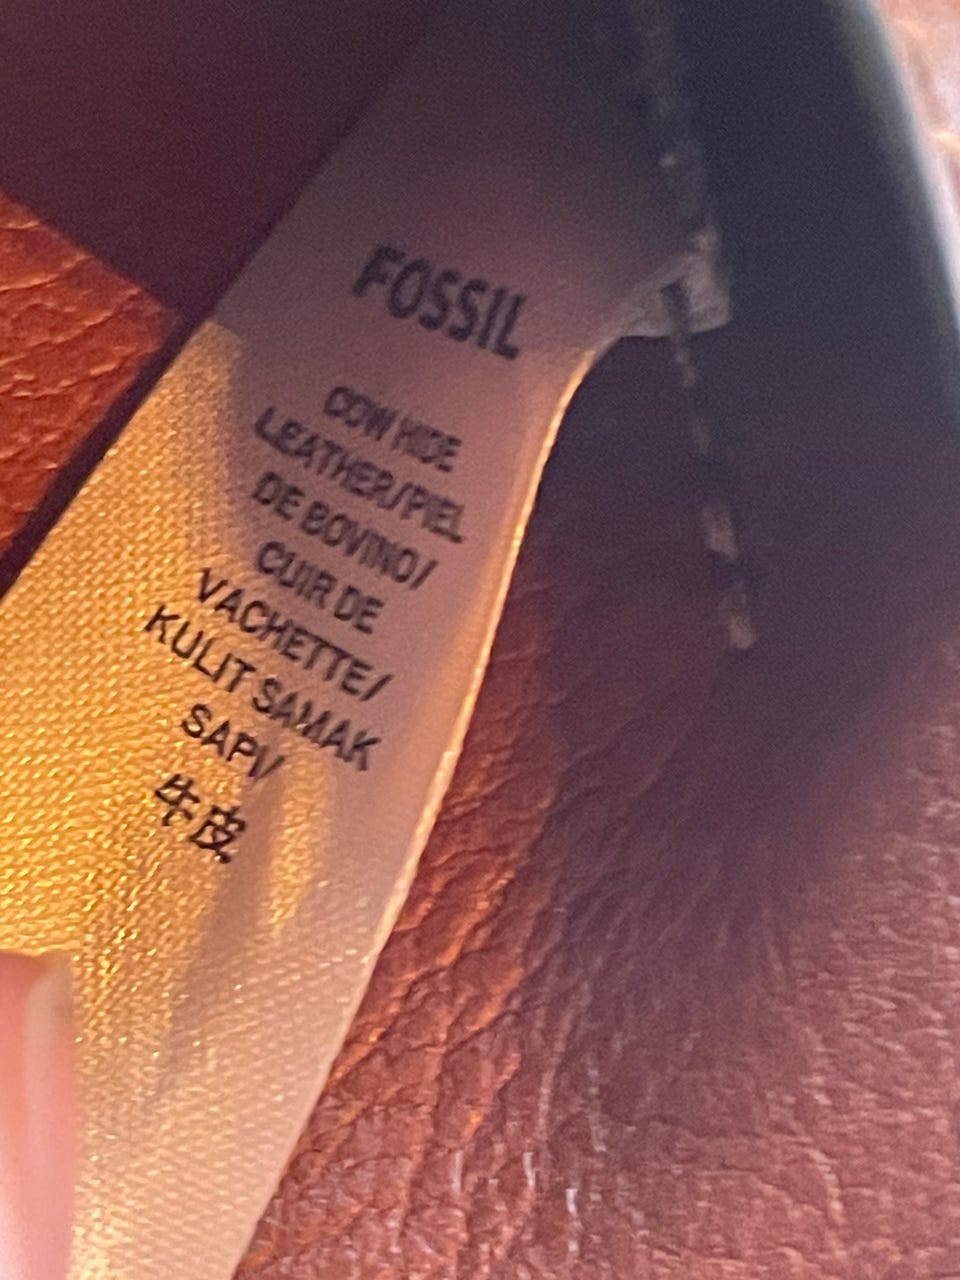 FOSSIL
COW HIDE
LEATHER/PIEL
DE BOVINO/
CUIR DE
VACHETTE/
KULIT SAMAK
SAPI/
牛皮